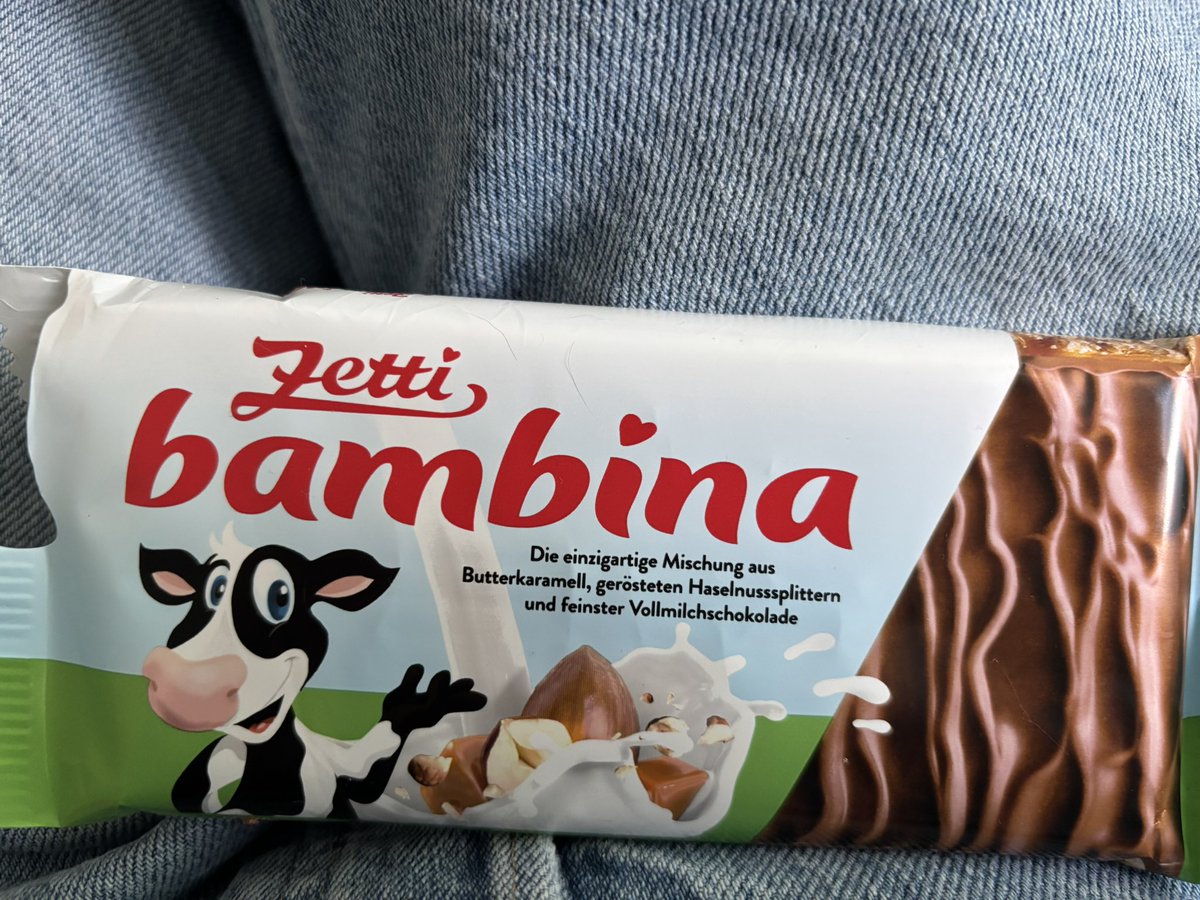 Zetti
bambina
Die einzigartige Mischung aus
Butterkaramell, gerösteten Haselnusssplittern
und feinster Vollmilchschokolade